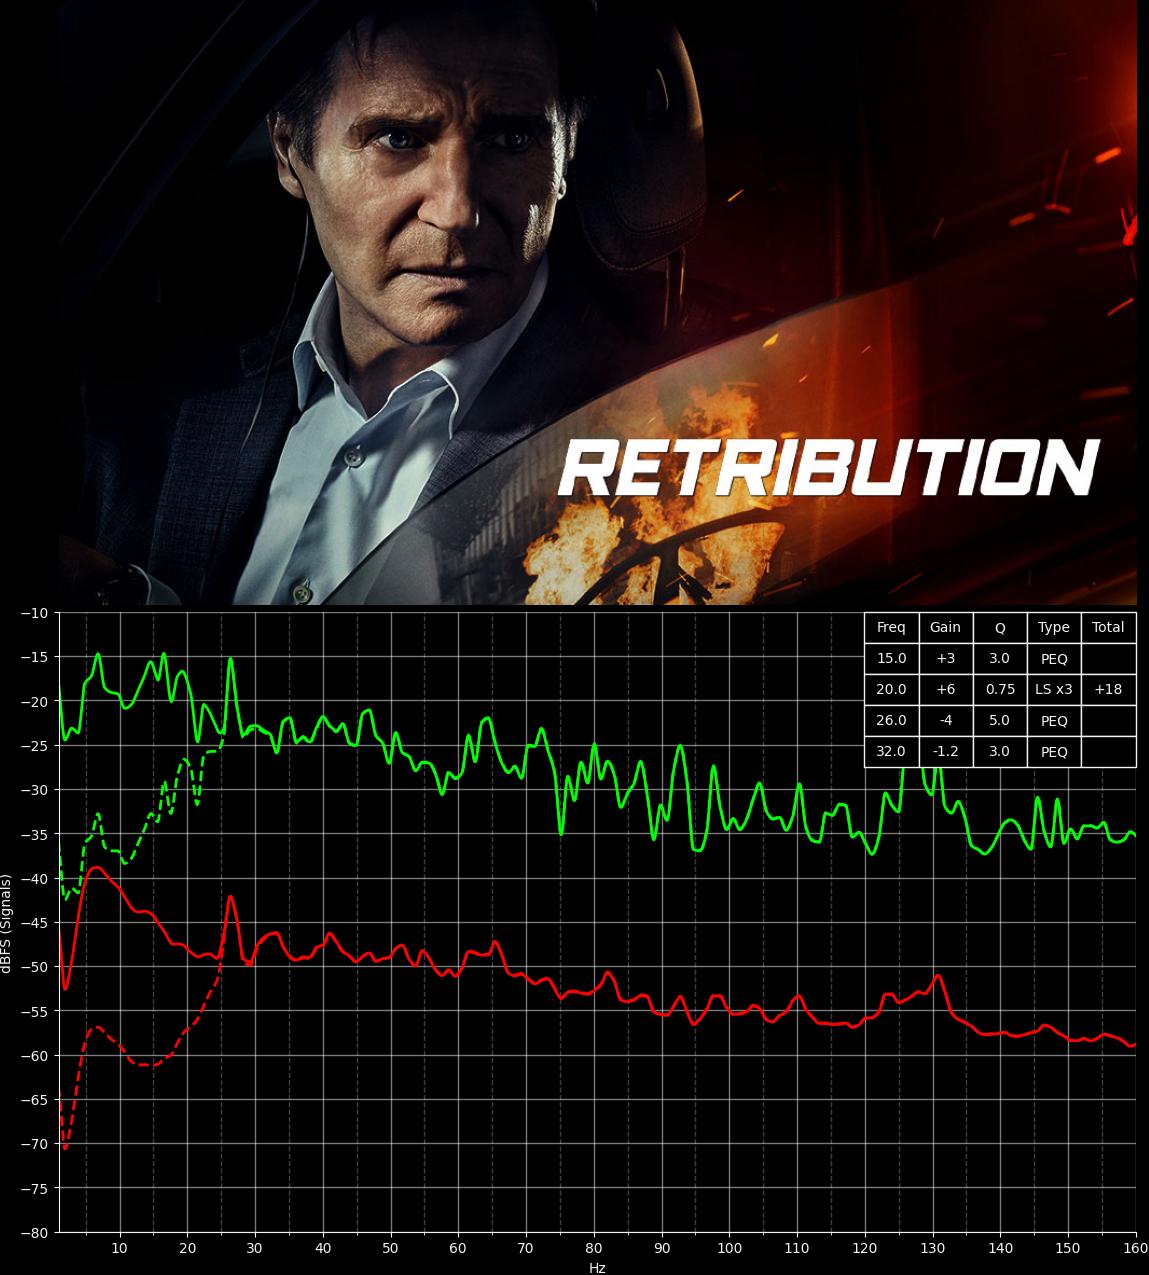 RETRIBUTION
Freq Gain Q Type Total
15.0 +3 3.0 PEQ
20.0 +6 0.75 LS x3 +18
26.0 -4 5.0 PEQ
32.0 -1.2 3.0 PEQ
−10
−15
−20
−25
−30
−35
−40
−45
−50
−55
−60
−65
−70
−75
−80
dBFS (Signals)
10 20 30 40 50 60 70 80 90 100 110 120 130 140 150 160
Hz